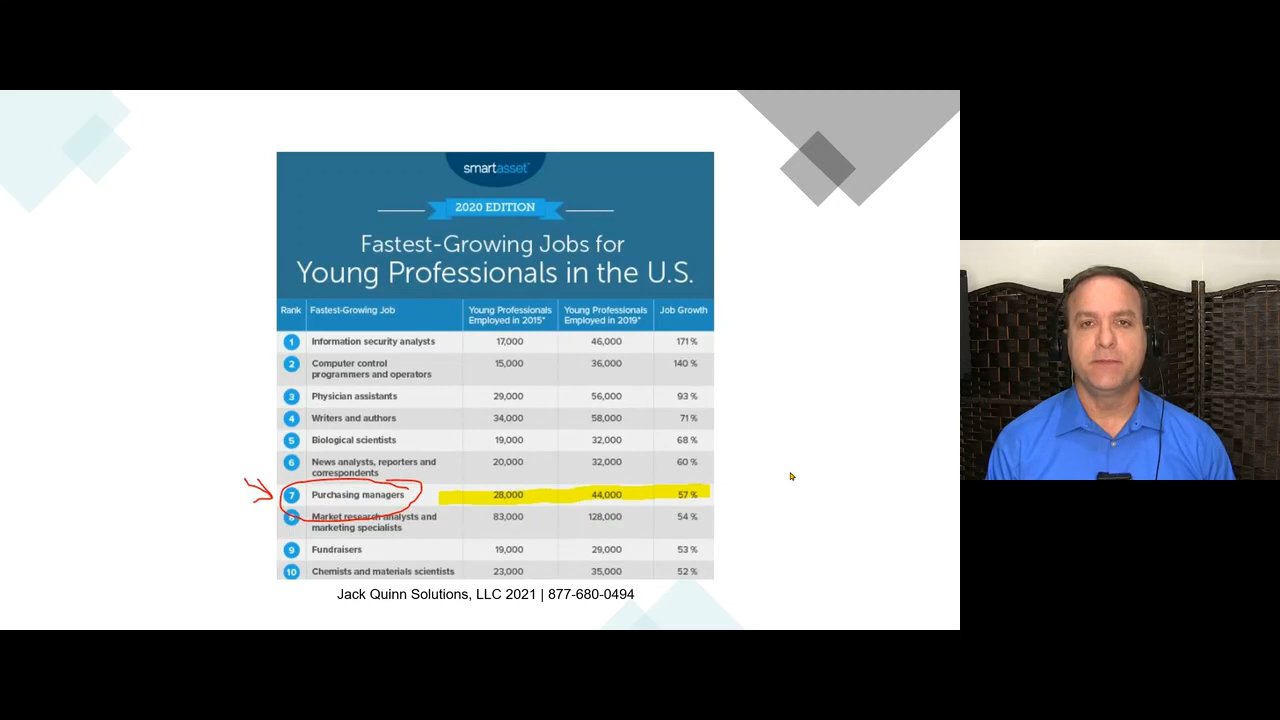 smartasset™
2020 EDITION
Fastest-Growing Jobs for
Young Professionals in the U.S.
Rank Fastest-Growing Job Young Professionals Employed in 2015* Young Professionals Employed in 2019* Job Growth
1 Information security analysts 17,000 46,000 171 %
2 Computer control programmers and operators 15,000 36,000 140 %
3 Physician assistants 29,000 56,000 93 %
4 Writers and authors 34,000 58,000 71 %
5 Biological scientists 19,000 32,000 68 %
6 News analysts, reporters and correspondents 20,000 32,000 60 %
7 Purchasing managers 28,000 44,000 57 %
8 Market research analysts and marketing specialists 83,000 128,000 54 %
9 Fundraisers 19,000 29,000 53 %
10 Chemists and materials scientists 23,000 35,000 52 %
Jack Quinn Solutions, LLC 2021 | 877-680-0494